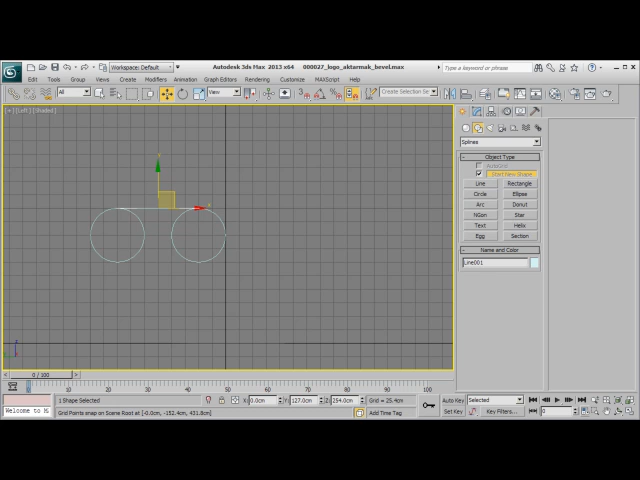 Workspace: Default
Autodesk 3ds Max 2013 x64 000027_logo_aktarmak_bevel.max
Type a keyword or phrase
Edit Tools Group Views Create Modifiers Animation Graph Editors Rendering Customize MAXScript Help
All
View
Create Selection Se
[+] [Left] [Shaded]
Splines
Object Type
AutoGrid
Start New Shape
Line Rectangle
Circle Ellipse
Arc Donut
NGon Star
Text Helix
Egg Section
Name and Color
Line001
0 / 100
0 10 20 30 40 50 60 70 80 90 100
1 Shape Selected
X: 0.0cm Y: 127.0cm Z: 254.0cm Grid = 25.4cm
Auto Key Selected
Welcome to M
Grid Points snap on Scene Root at [-0.0cm, -152.4cm, 431.8cm]
Add Time Tag
Set Key Key Filters... 0